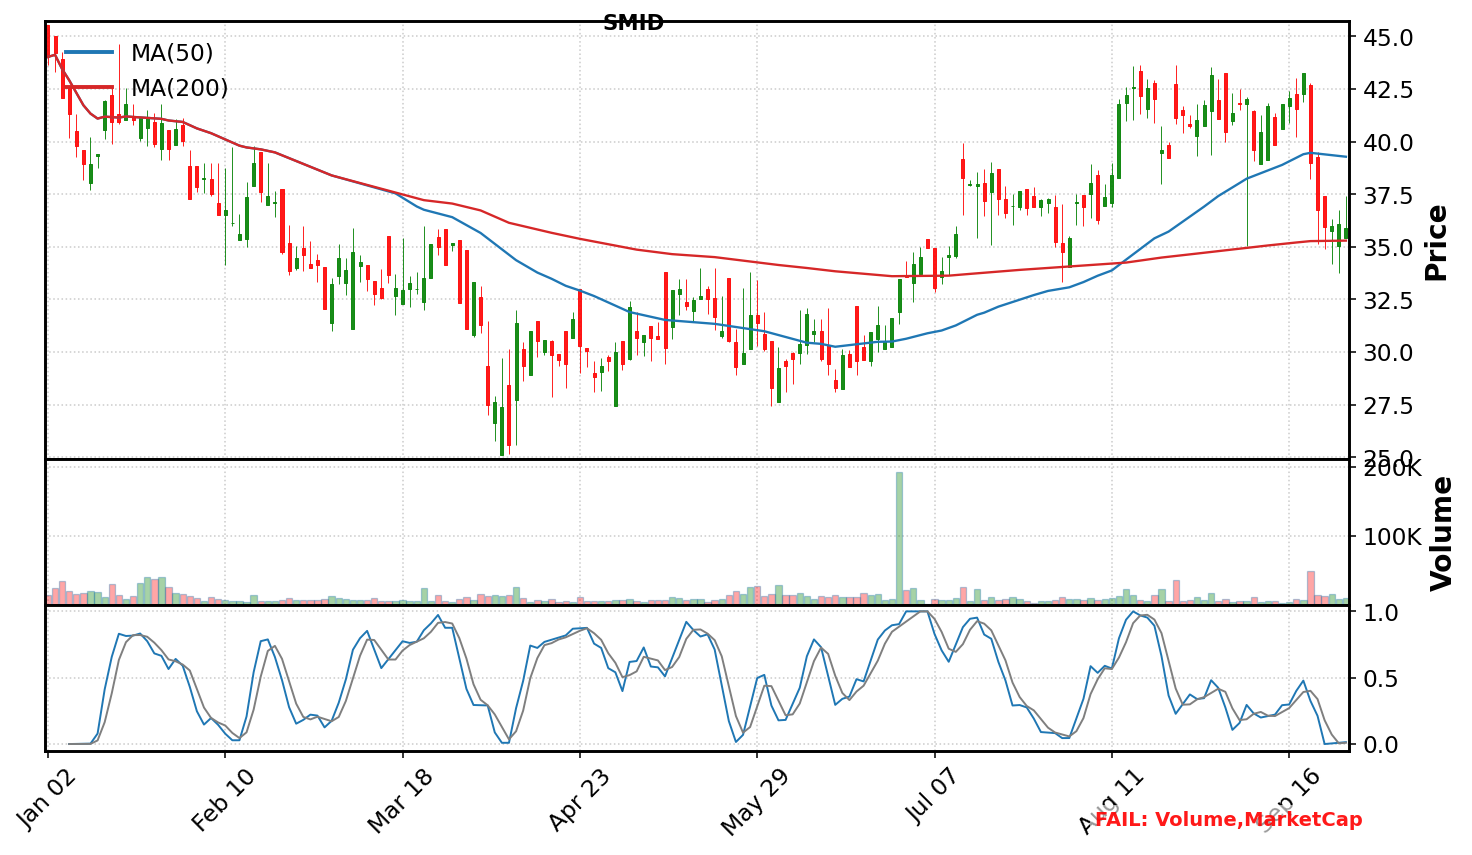 SMID
MA(50)
MA(200)
45.0
42.5
40.0
37.5
35.0
32.5
30.0
27.5
25.0
Price
200K
100K
Volume
1.0
0.5
0.0
Jan 02
Feb 10
Mar 18
Apr 23
May 29
Jul 07
Aug 11
Sep 16
FAIL: Volume,MarketCap